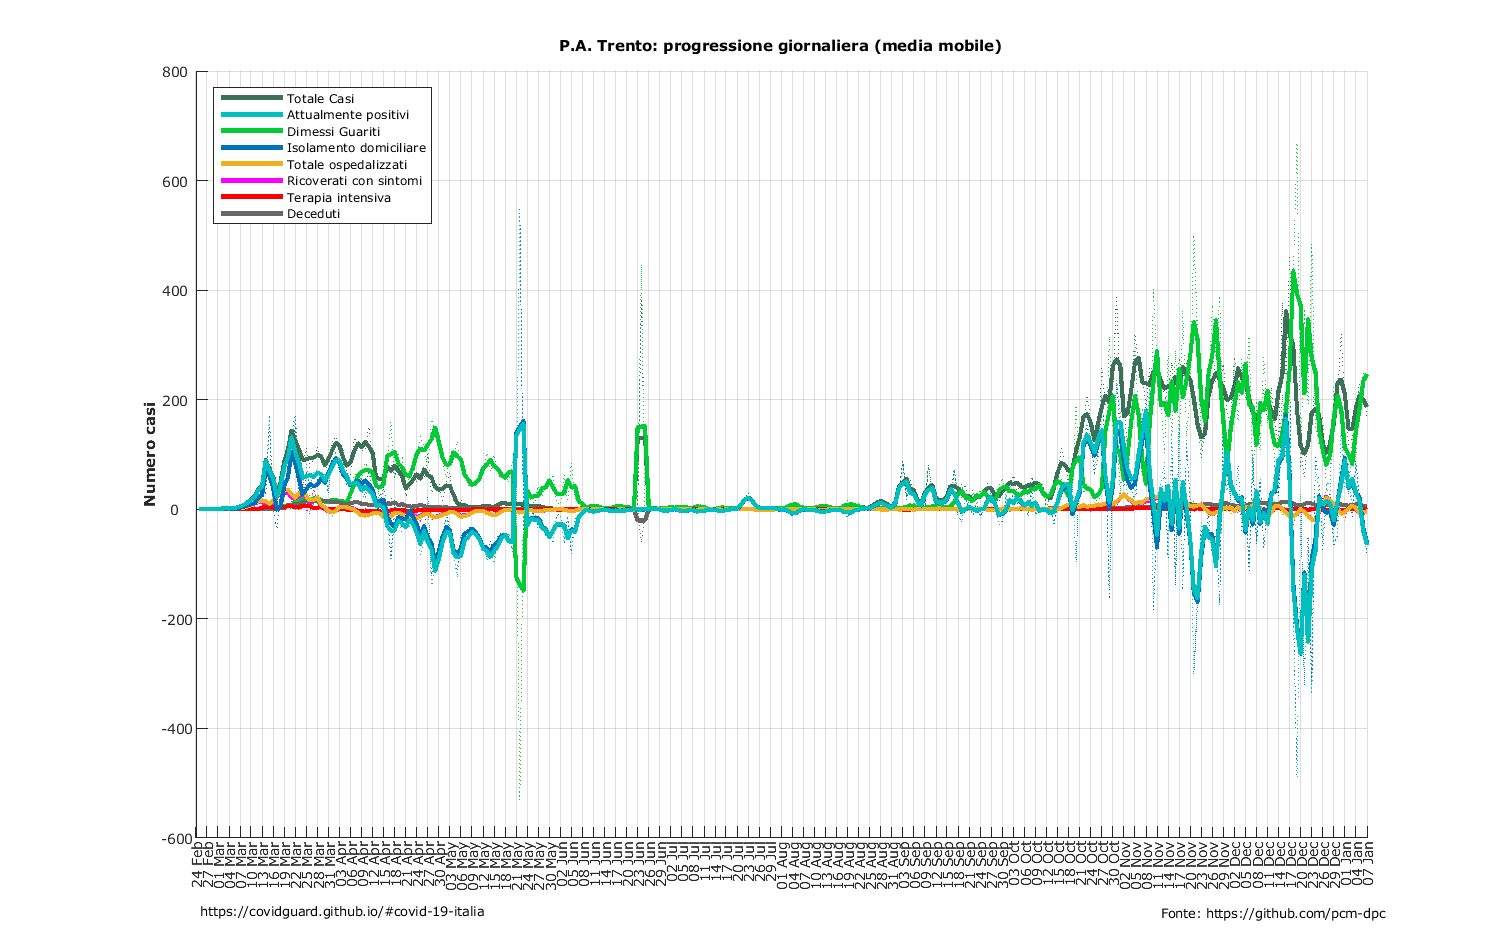 P.A. Trento: progressione giornaliera (media mobile)
800
600
400
200
0
-200
-400
-600
Numero casi
Totale Casi
Attualmente positivi
Dimessi Guariti
Isolamento domiciliare
Totale ospedalizzati
Ricoverati con sintomi
Terapia intensiva
Deceduti
24 Feb
27 Feb
01 Mar
04 Mar
07 Mar
10 Mar
13 Mar
16 Mar
19 Mar
22 Mar
25 Mar
28 Mar
31 Mar
03 Apr
06 Apr
09 Apr
12 Apr
15 Apr
18 Apr
21 Apr
24 Apr
27 Apr
30 Apr
03 May
06 May
09 May
12 May
15 May
18 May
21 May
24 May
27 May
30 May
02 Jun
05 Jun
08 Jun
11 Jun
14 Jun
17 Jun
20 Jun
23 Jun
26 Jun
29 Jun
02 Jul
05 Jul
08 Jul
11 Jul
14 Jul
17 Jul
20 Jul
23 Jul
26 Jul
29 Jul
01 Aug
04 Aug
07 Aug
10 Aug
13 Aug
16 Aug
19 Aug
22 Aug
25 Aug
28 Aug
31 Aug
03 Sep
06 Sep
09 Sep
12 Sep
15 Sep
18 Sep
21 Sep
24 Sep
27 Sep
30 Sep
03 Oct
06 Oct
09 Oct
12 Oct
15 Oct
18 Oct
21 Oct
24 Oct
27 Oct
30 Oct
02 Nov
05 Nov
08 Nov
11 Nov
14 Nov
17 Nov
20 Nov
23 Nov
26 Nov
29 Nov
02 Dec
05 Dec
08 Dec
11 Dec
14 Dec
17 Dec
20 Dec
23 Dec
26 Dec
29 Dec
01 Jan
04 Jan
07 Jan
https://covidguard.github.io/#covid-19-italia
Fonte: https://github.com/pcm-dpc